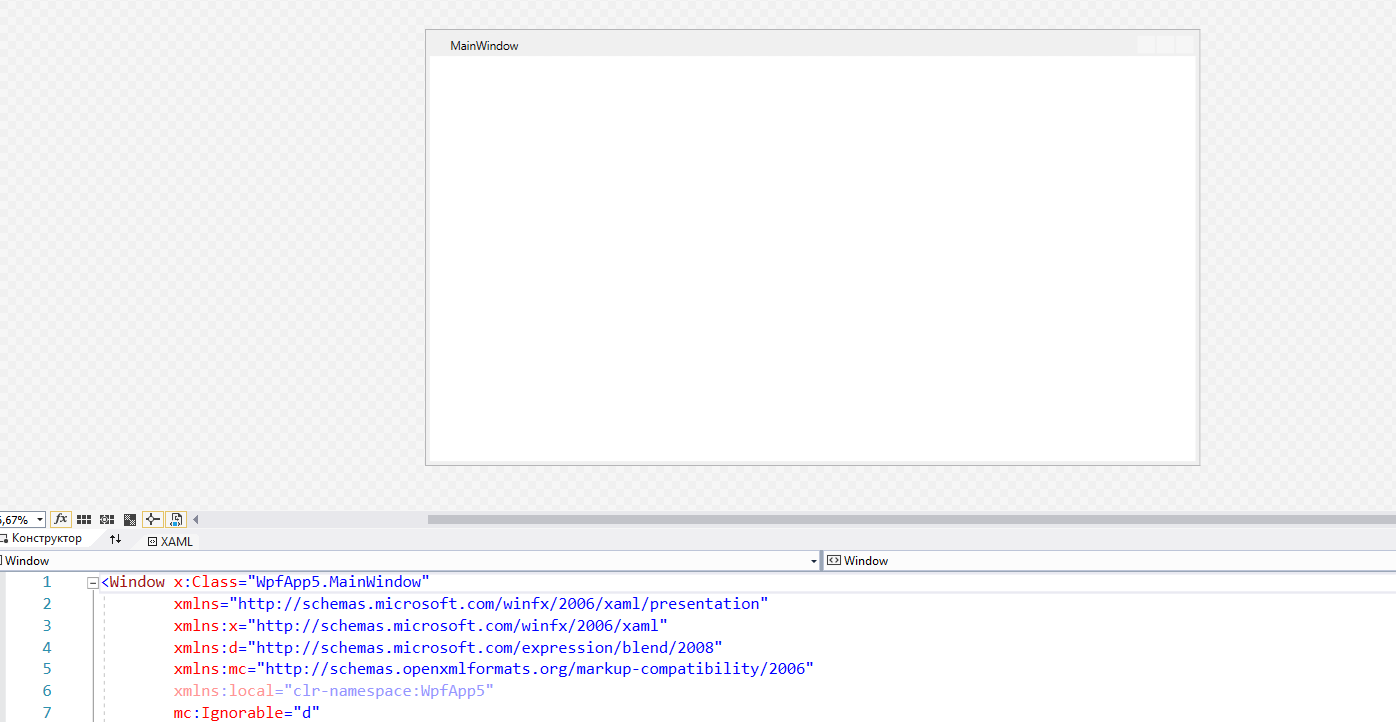 MainWindow
,67%
fx
Конструктор
XAML
Window
Window
1 <Window x:Class="WpfApp5.MainWindow"
2 xmlns="http://schemas.microsoft.com/winfx/2006/xaml/presentation"
3 xmlns:x="http://schemas.microsoft.com/winfx/2006/xaml"
4 xmlns:d="http://schemas.microsoft.com/expression/blend/2008"
5 xmlns:mc="http://schemas.openxmlformats.org/markup-compatibility/2006"
6 xmlns:local="clr-namespace:WpfApp5"
7 mc:Ignorable="d"